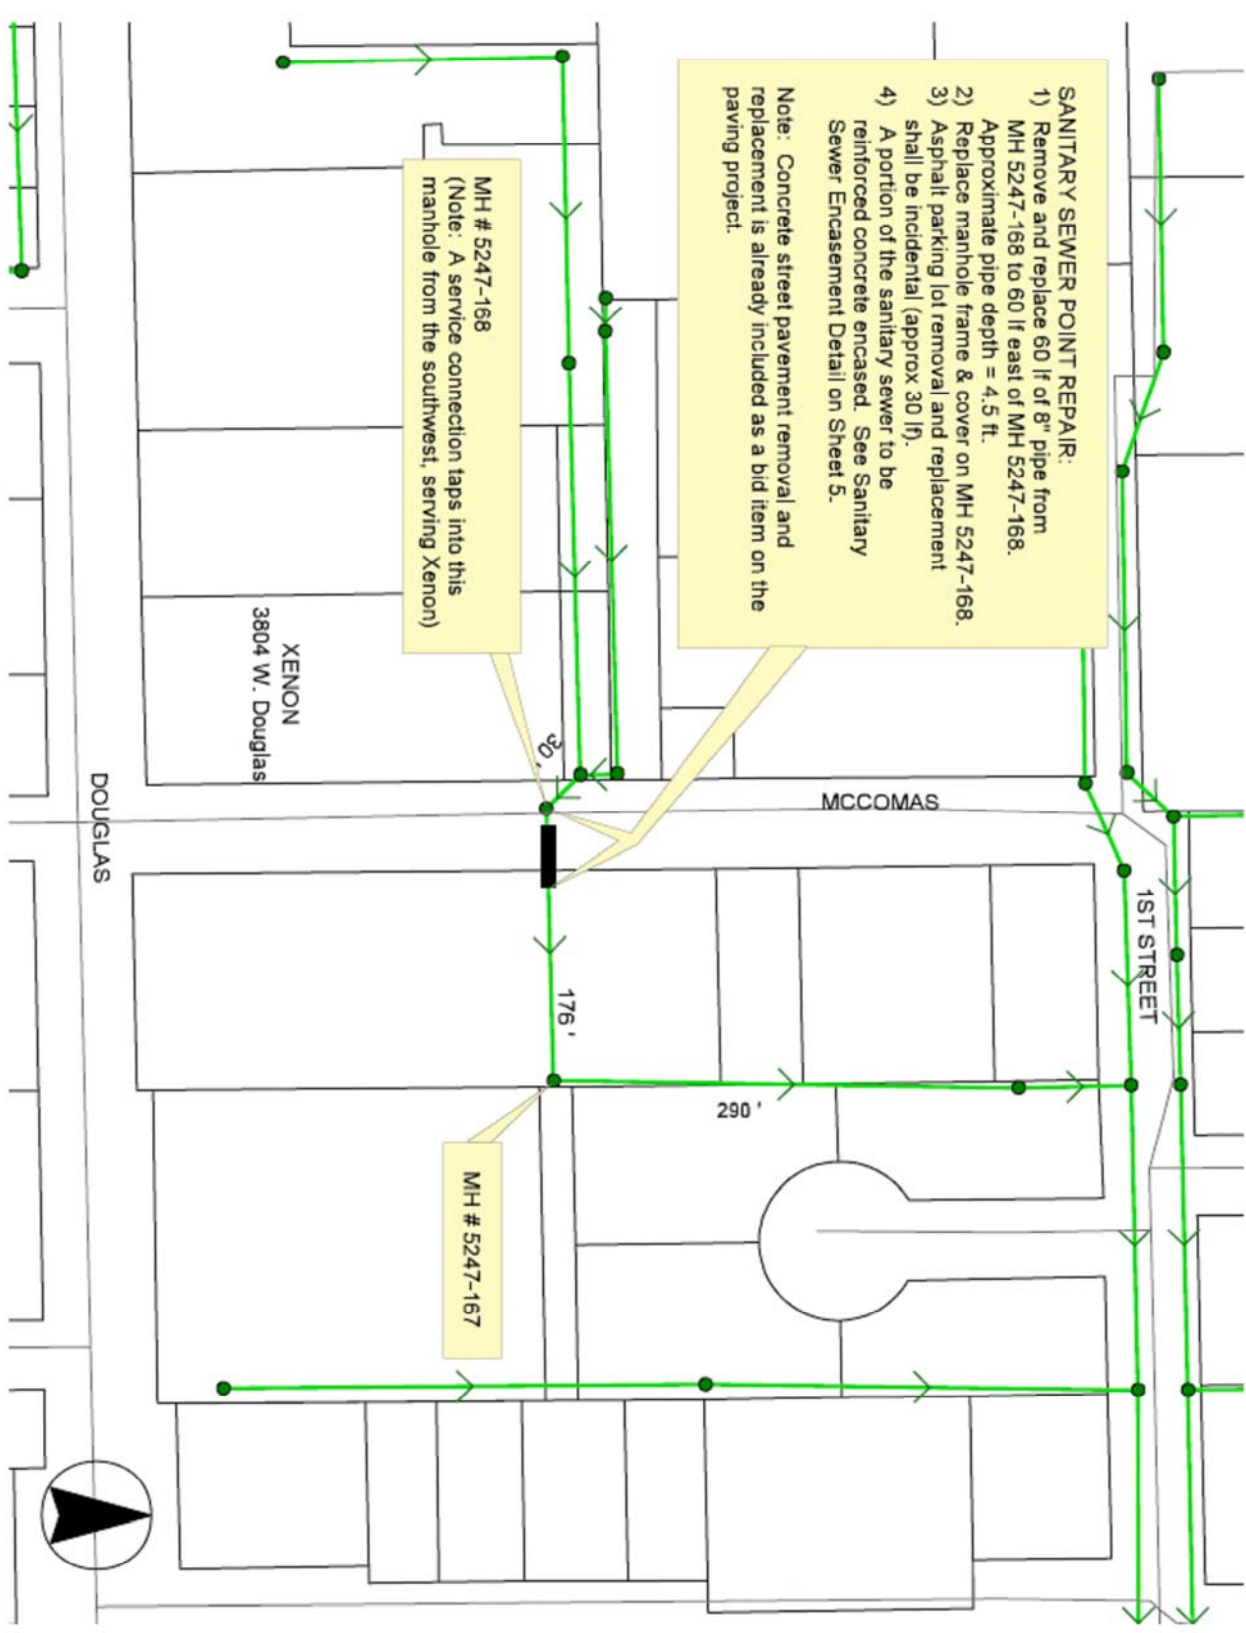 SANITARY SEWER POINT REPAIR:
1) Remove and replace 60 lf of 8" pipe from
MH 5247-168 to 60 lf east of MH 5247-168.
Approximate pipe depth = 4.5 ft.
2) Replace manhole frame & cover on MH 5247-168.
3) Asphalt parking lot removal and replacement
shall be incidental (approx 30 lf).
4) A portion of the sanitary sewer to be
reinforced concrete encased. See Sanitary
Sewer Encasement Detail on Sheet 5.
Note: Concrete street pavement removal and
replacement is already included as a bid item on the
paving project.
MH # 5247-168
(Note: A service connection taps into this
manhole from the southwest, serving Xenon)
XENON
3804 W. Douglas
30 '
MCCOMAS
DOUGLAS
1ST STREET
176 '
290 '
MH # 5247-167